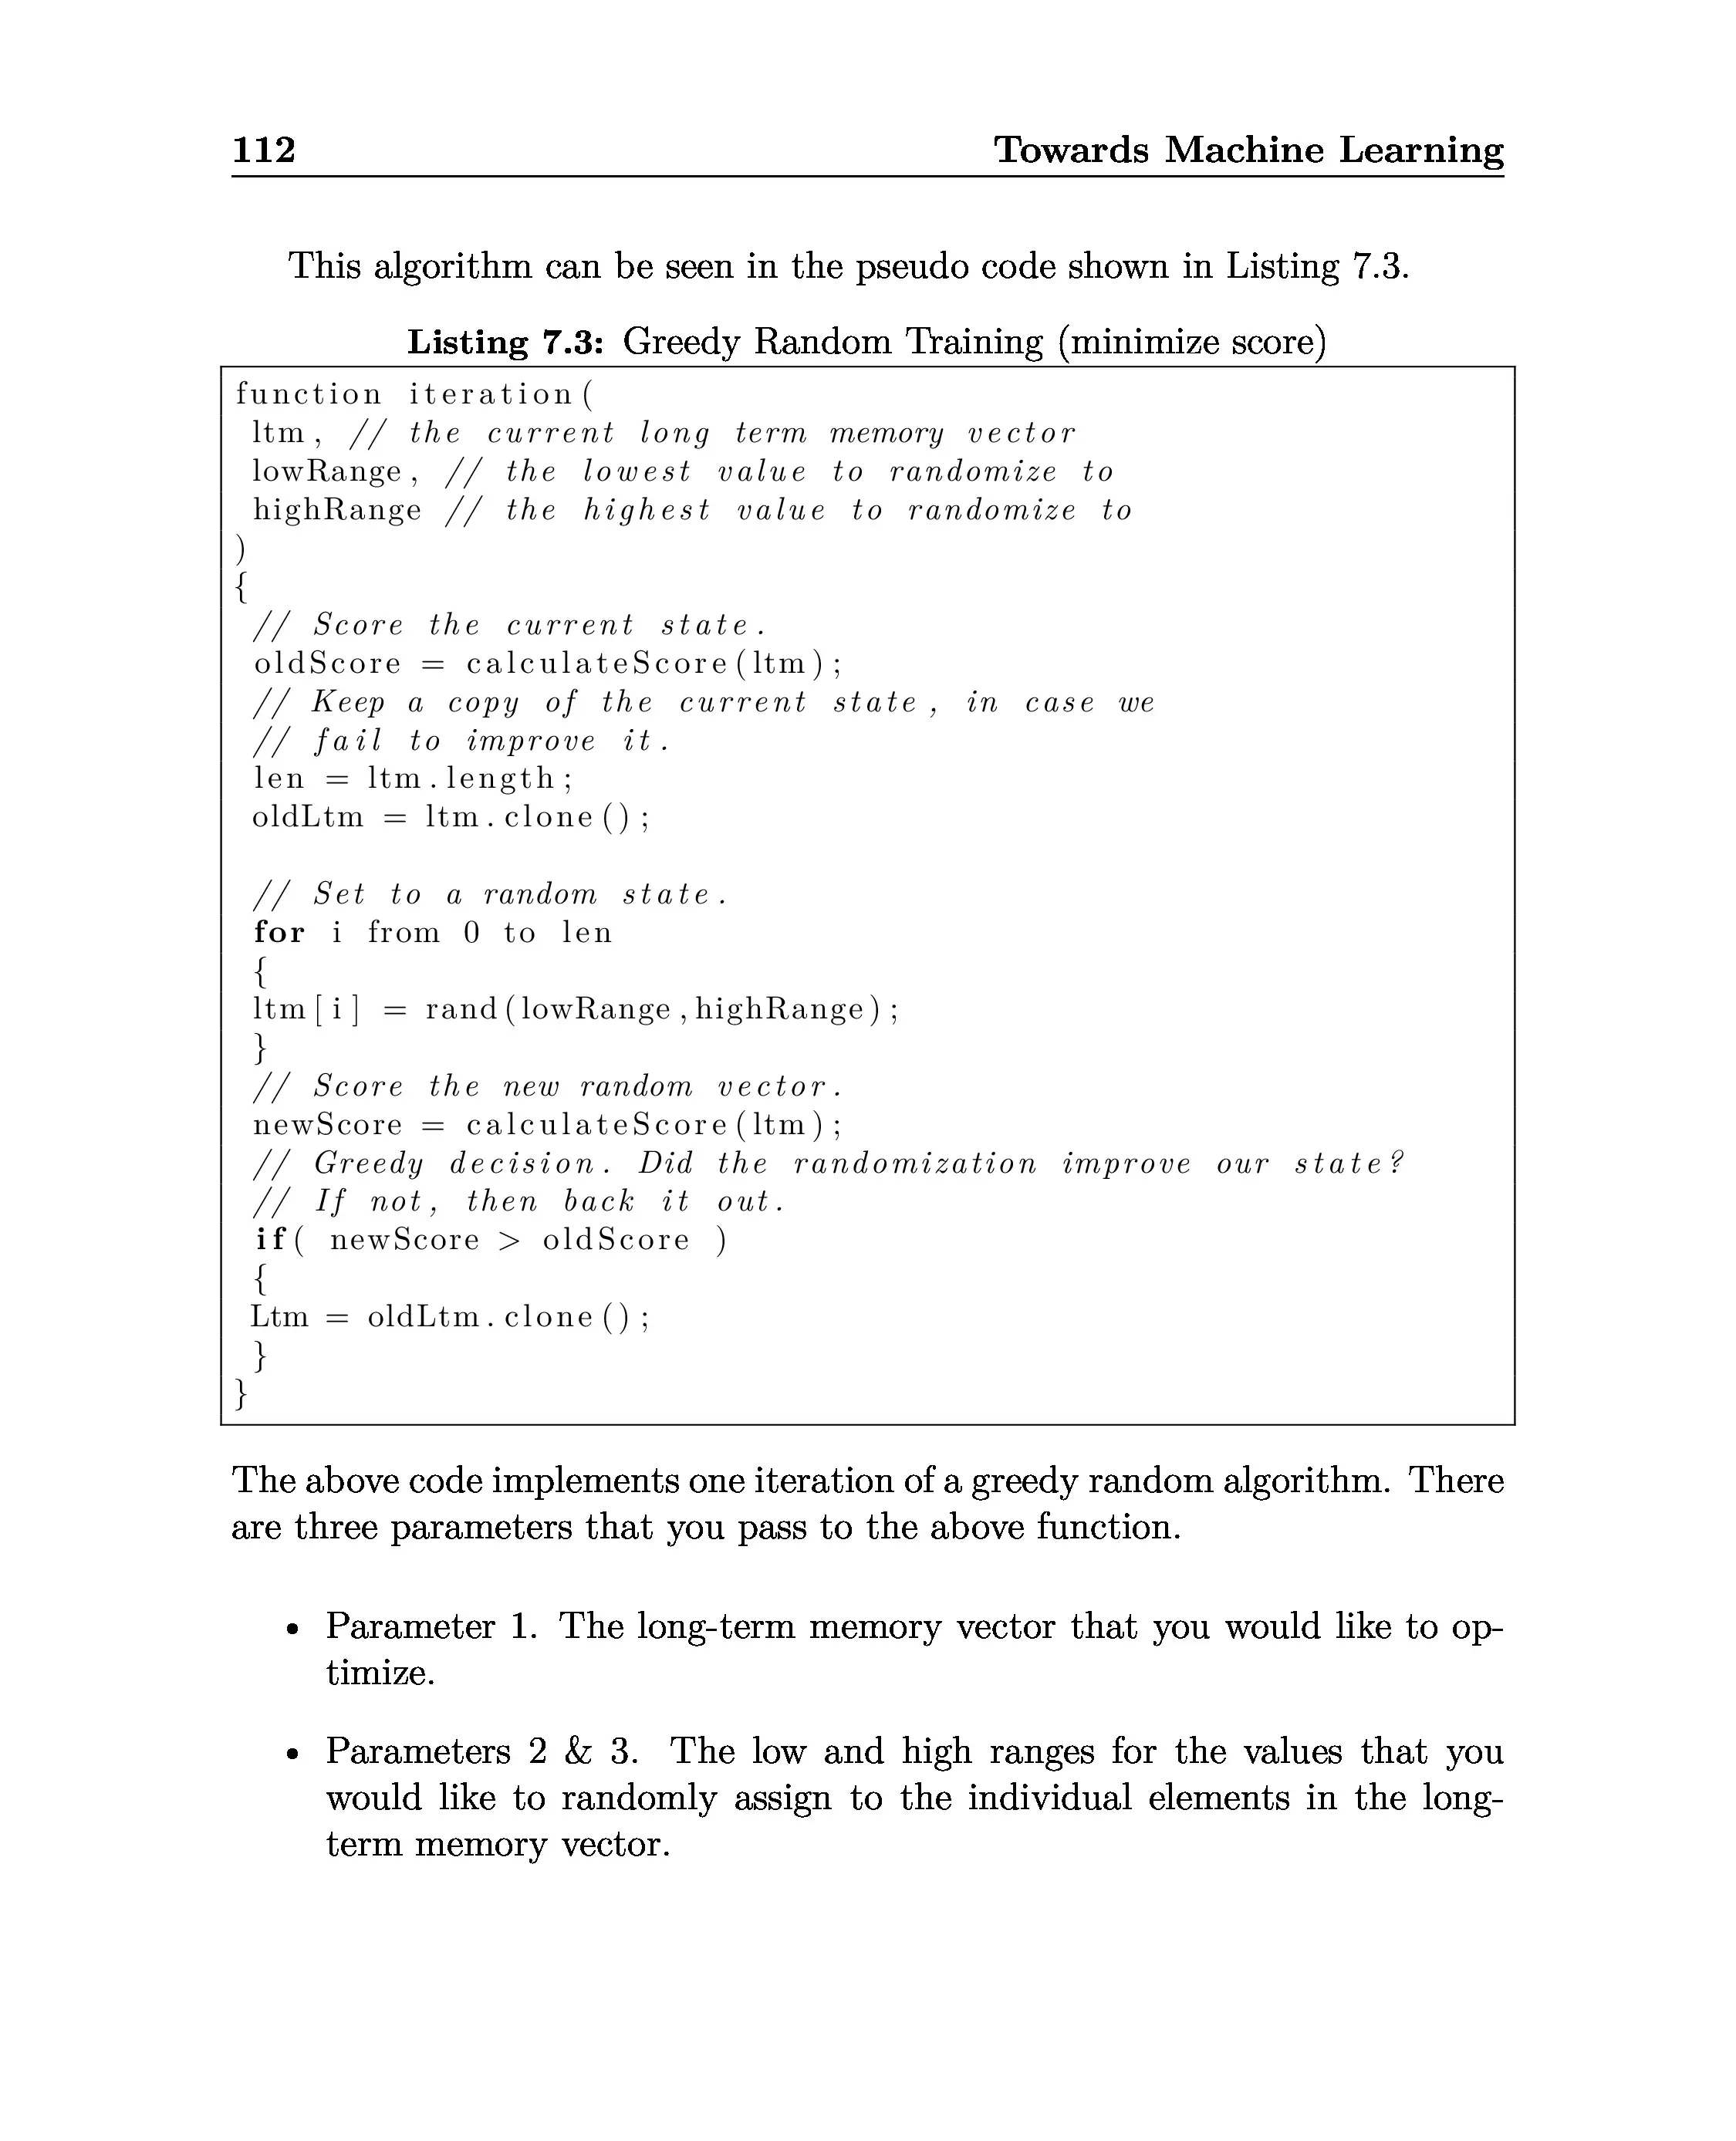 112 Towards Machine Learning
This algorithm can be seen in the pseudo code shown in Listing 7.3.
Listing 7.3: Greedy Random Training (minimize score)
function iteration(
ltm, // the current long term memory vector
lowRange, // the lowest value to randomize to
highRange // the highest value to randomize to
)
{
// Score the current state.
oldScore = calculateScore(ltm);
// Keep a copy of the current state, in case we
// fail to improve it.
len = ltm.length;
oldLtm = ltm.clone();
// Set to a random state.
for i from 0 to len
{
ltm[i] = rand(lowRange,highRange);
}
// Score the new random vector.
newScore = calculateScore(ltm);
// Greedy decision. Did the randomization improve our state?
// If not, then back it out.
if( newScore > oldScore )
{
Ltm = oldLtm.clone();
}
}
The above code implements one iteration of a greedy random algorithm. There
are three parameters that you pass to the above function.
• Parameter 1. The long-term memory vector that you would like to op-
timize.
• Parameters 2 & 3. The low and high ranges for the values that you
would like to randomly assign to the individual elements in the long-
term memory vector.